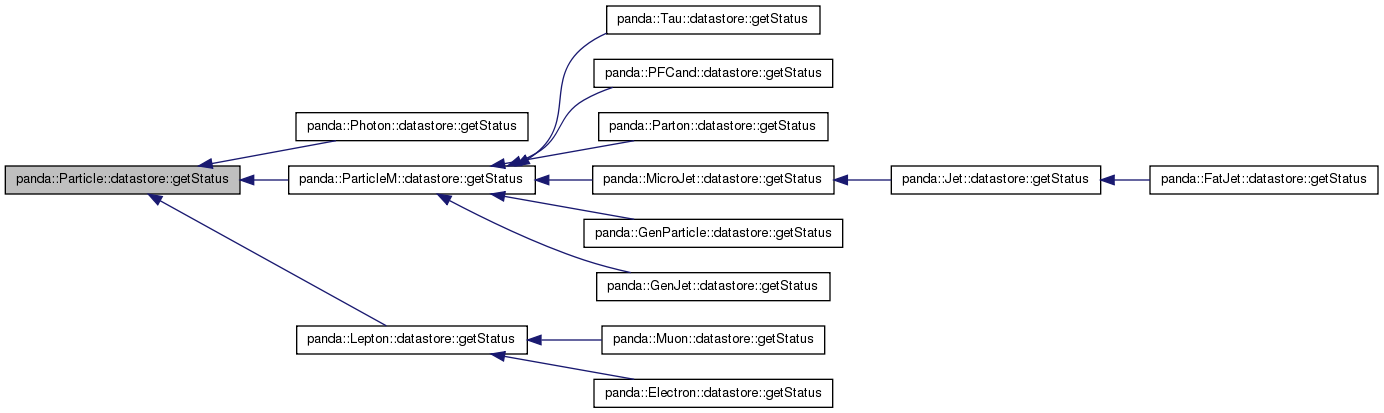 panda::Tau::datastore::getStatus
panda::PFCand::datastore::getStatus
panda::Photon::datastore::getStatus
panda::Parton::datastore::getStatus
panda::Particle::datastore::getStatus
panda::ParticleM::datastore::getStatus
panda::MicroJet::datastore::getStatus
panda::Jet::datastore::getStatus
panda::FatJet::datastore::getStatus
panda::GenParticle::datastore::getStatus
panda::GenJet::datastore::getStatus
panda::Lepton::datastore::getStatus
panda::Muon::datastore::getStatus
panda::Electron::datastore::getStatus